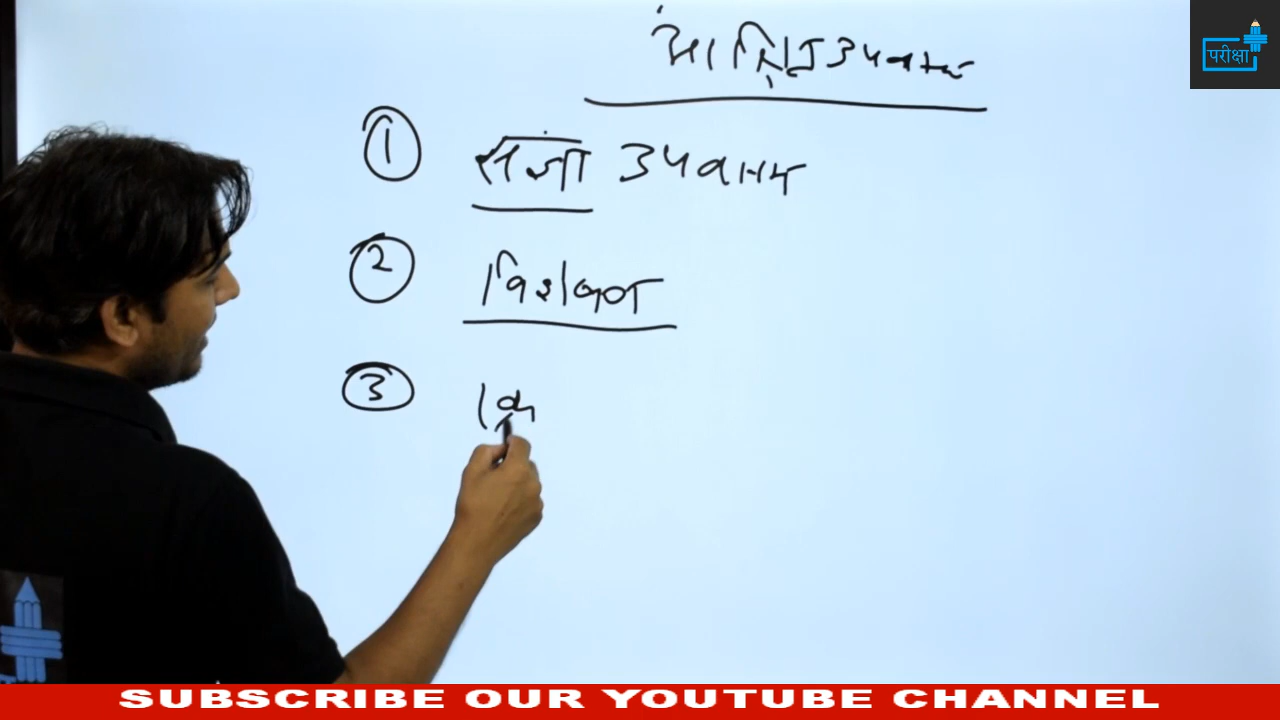 परीक्षा
आश्रित उपवाक्य
① संज्ञा उपवाक्य
② विशेषण
③ क्रि
SUBSCRIBE OUR YOUTUBE CHANNEL